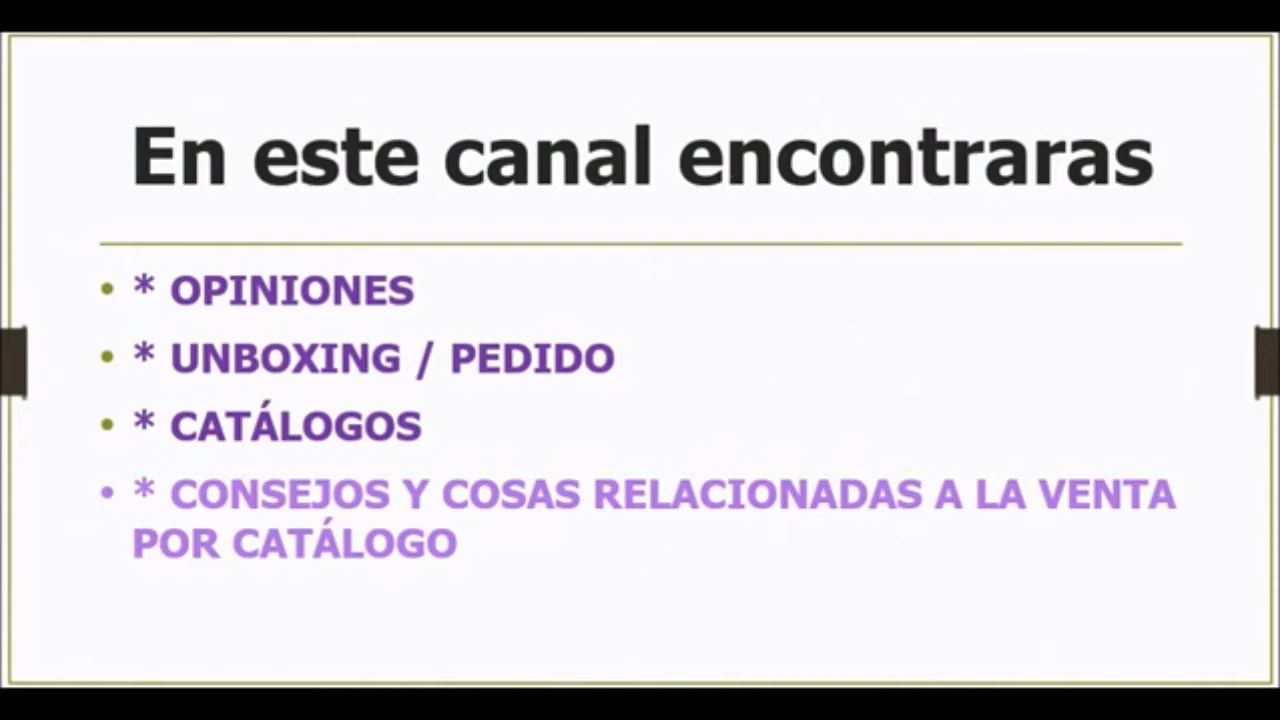 En este canal encontraras
• * OPINIONES
• * UNBOXING / PEDIDO
• * CATÁLOGOS
• * CONSEJOS Y COSAS RELACIONADAS A LA VENTA
POR CATÁLOGO